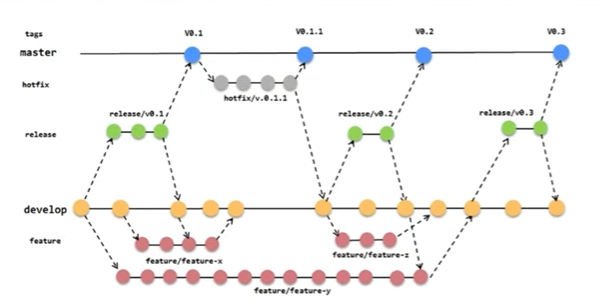 tags
V0.1
V0.1.1
V0.2
V0.3
master
hotfix
hotfix/v.0.1.1
release/v0.1
release/v0.2
release/v0.3
release
develop
feature
feature/feature-x
feature/feature-z
feature/feature-y